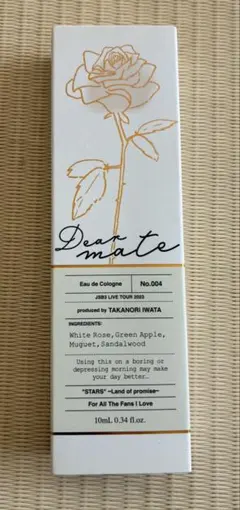 Dear
mate
Eau de Cologne No.004
JSB3 LIVE TOUR 2023
produced by TAKANORI IWATA
INGREDIENTS:
White Rose, Green Apple,
Muguet, Sandalwood
Using this on a boring or
depressing morning may make
your day better…
"STARS" ~Land of promise~
For All The Fans I Love
10mL 0.34 fl.oz.